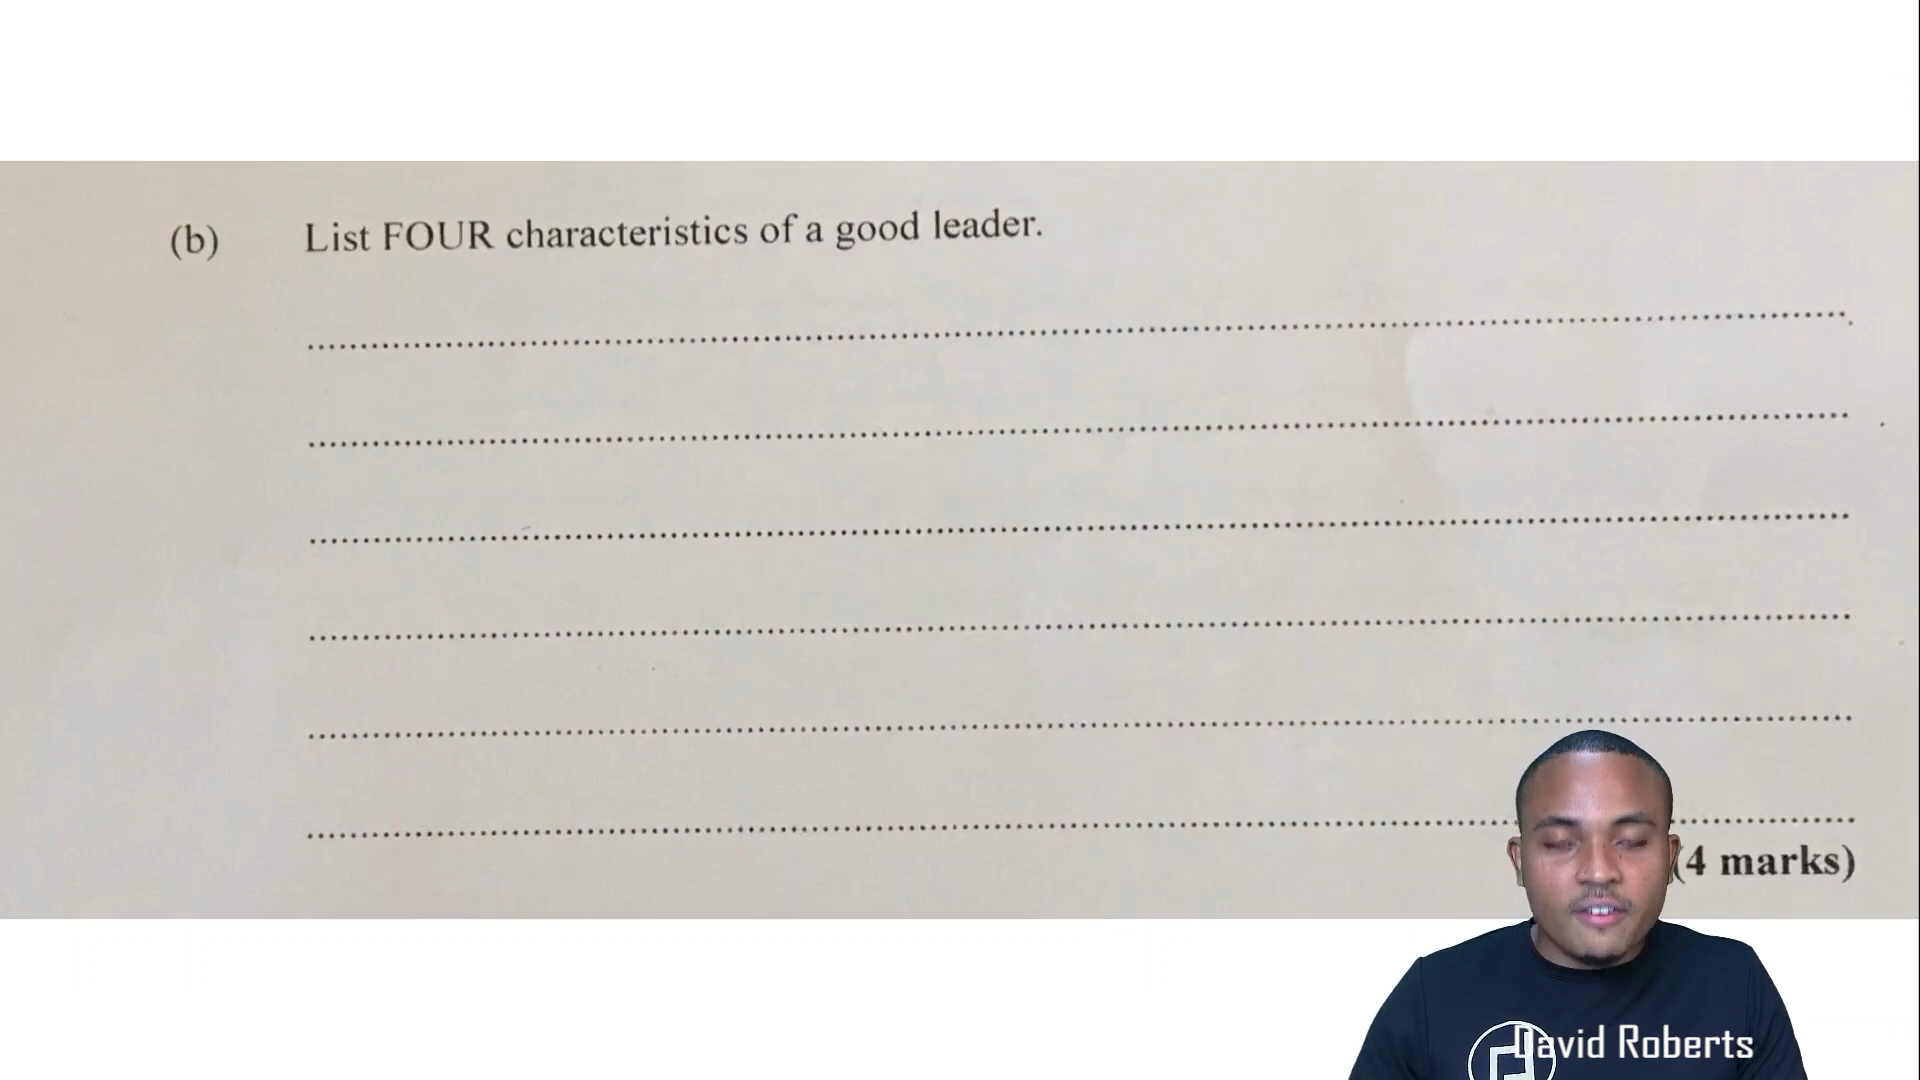 (b) List FOUR characteristics of a good leader.
(4 marks)
David Roberts